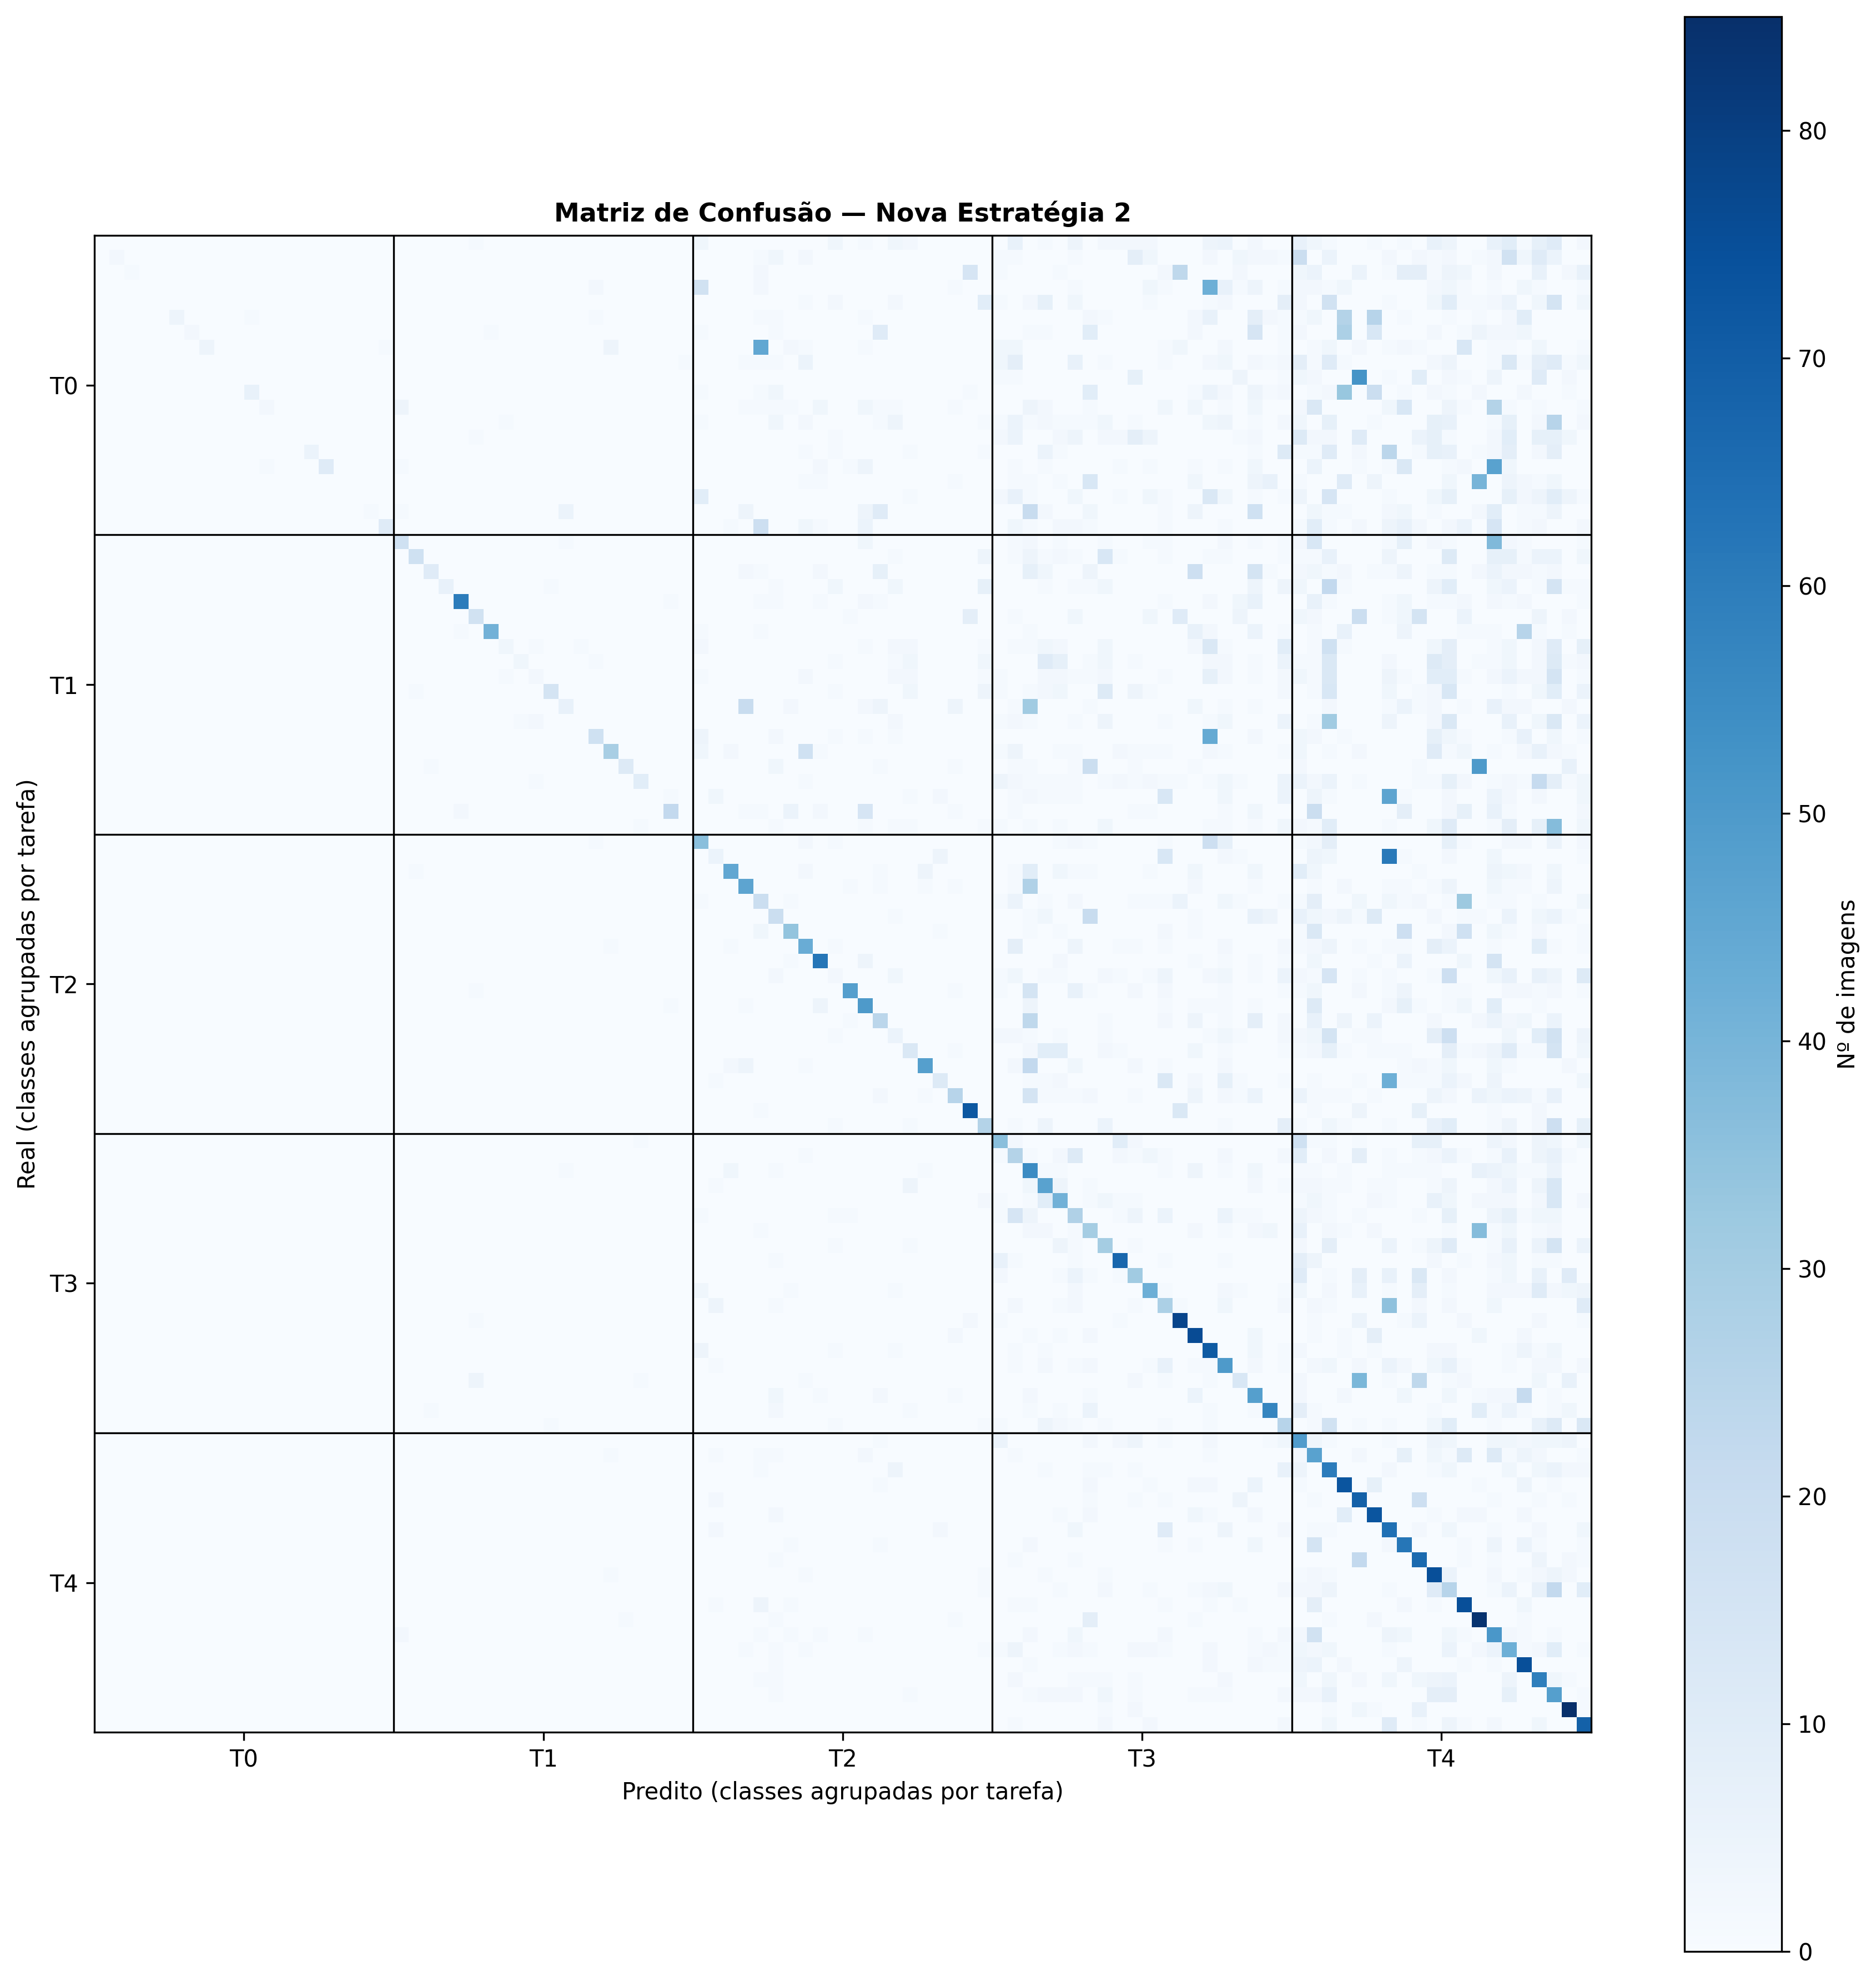 Matriz de Confusão — Nova Estratégia 2
Real (classes agrupadas por tarefa)
T0
T1
T2
T3
T4
T0 T1 T2 T3 T4
Predito (classes agrupadas por tarefa)
80
70
60
50
40
30
20
10
0
Nº de imagens